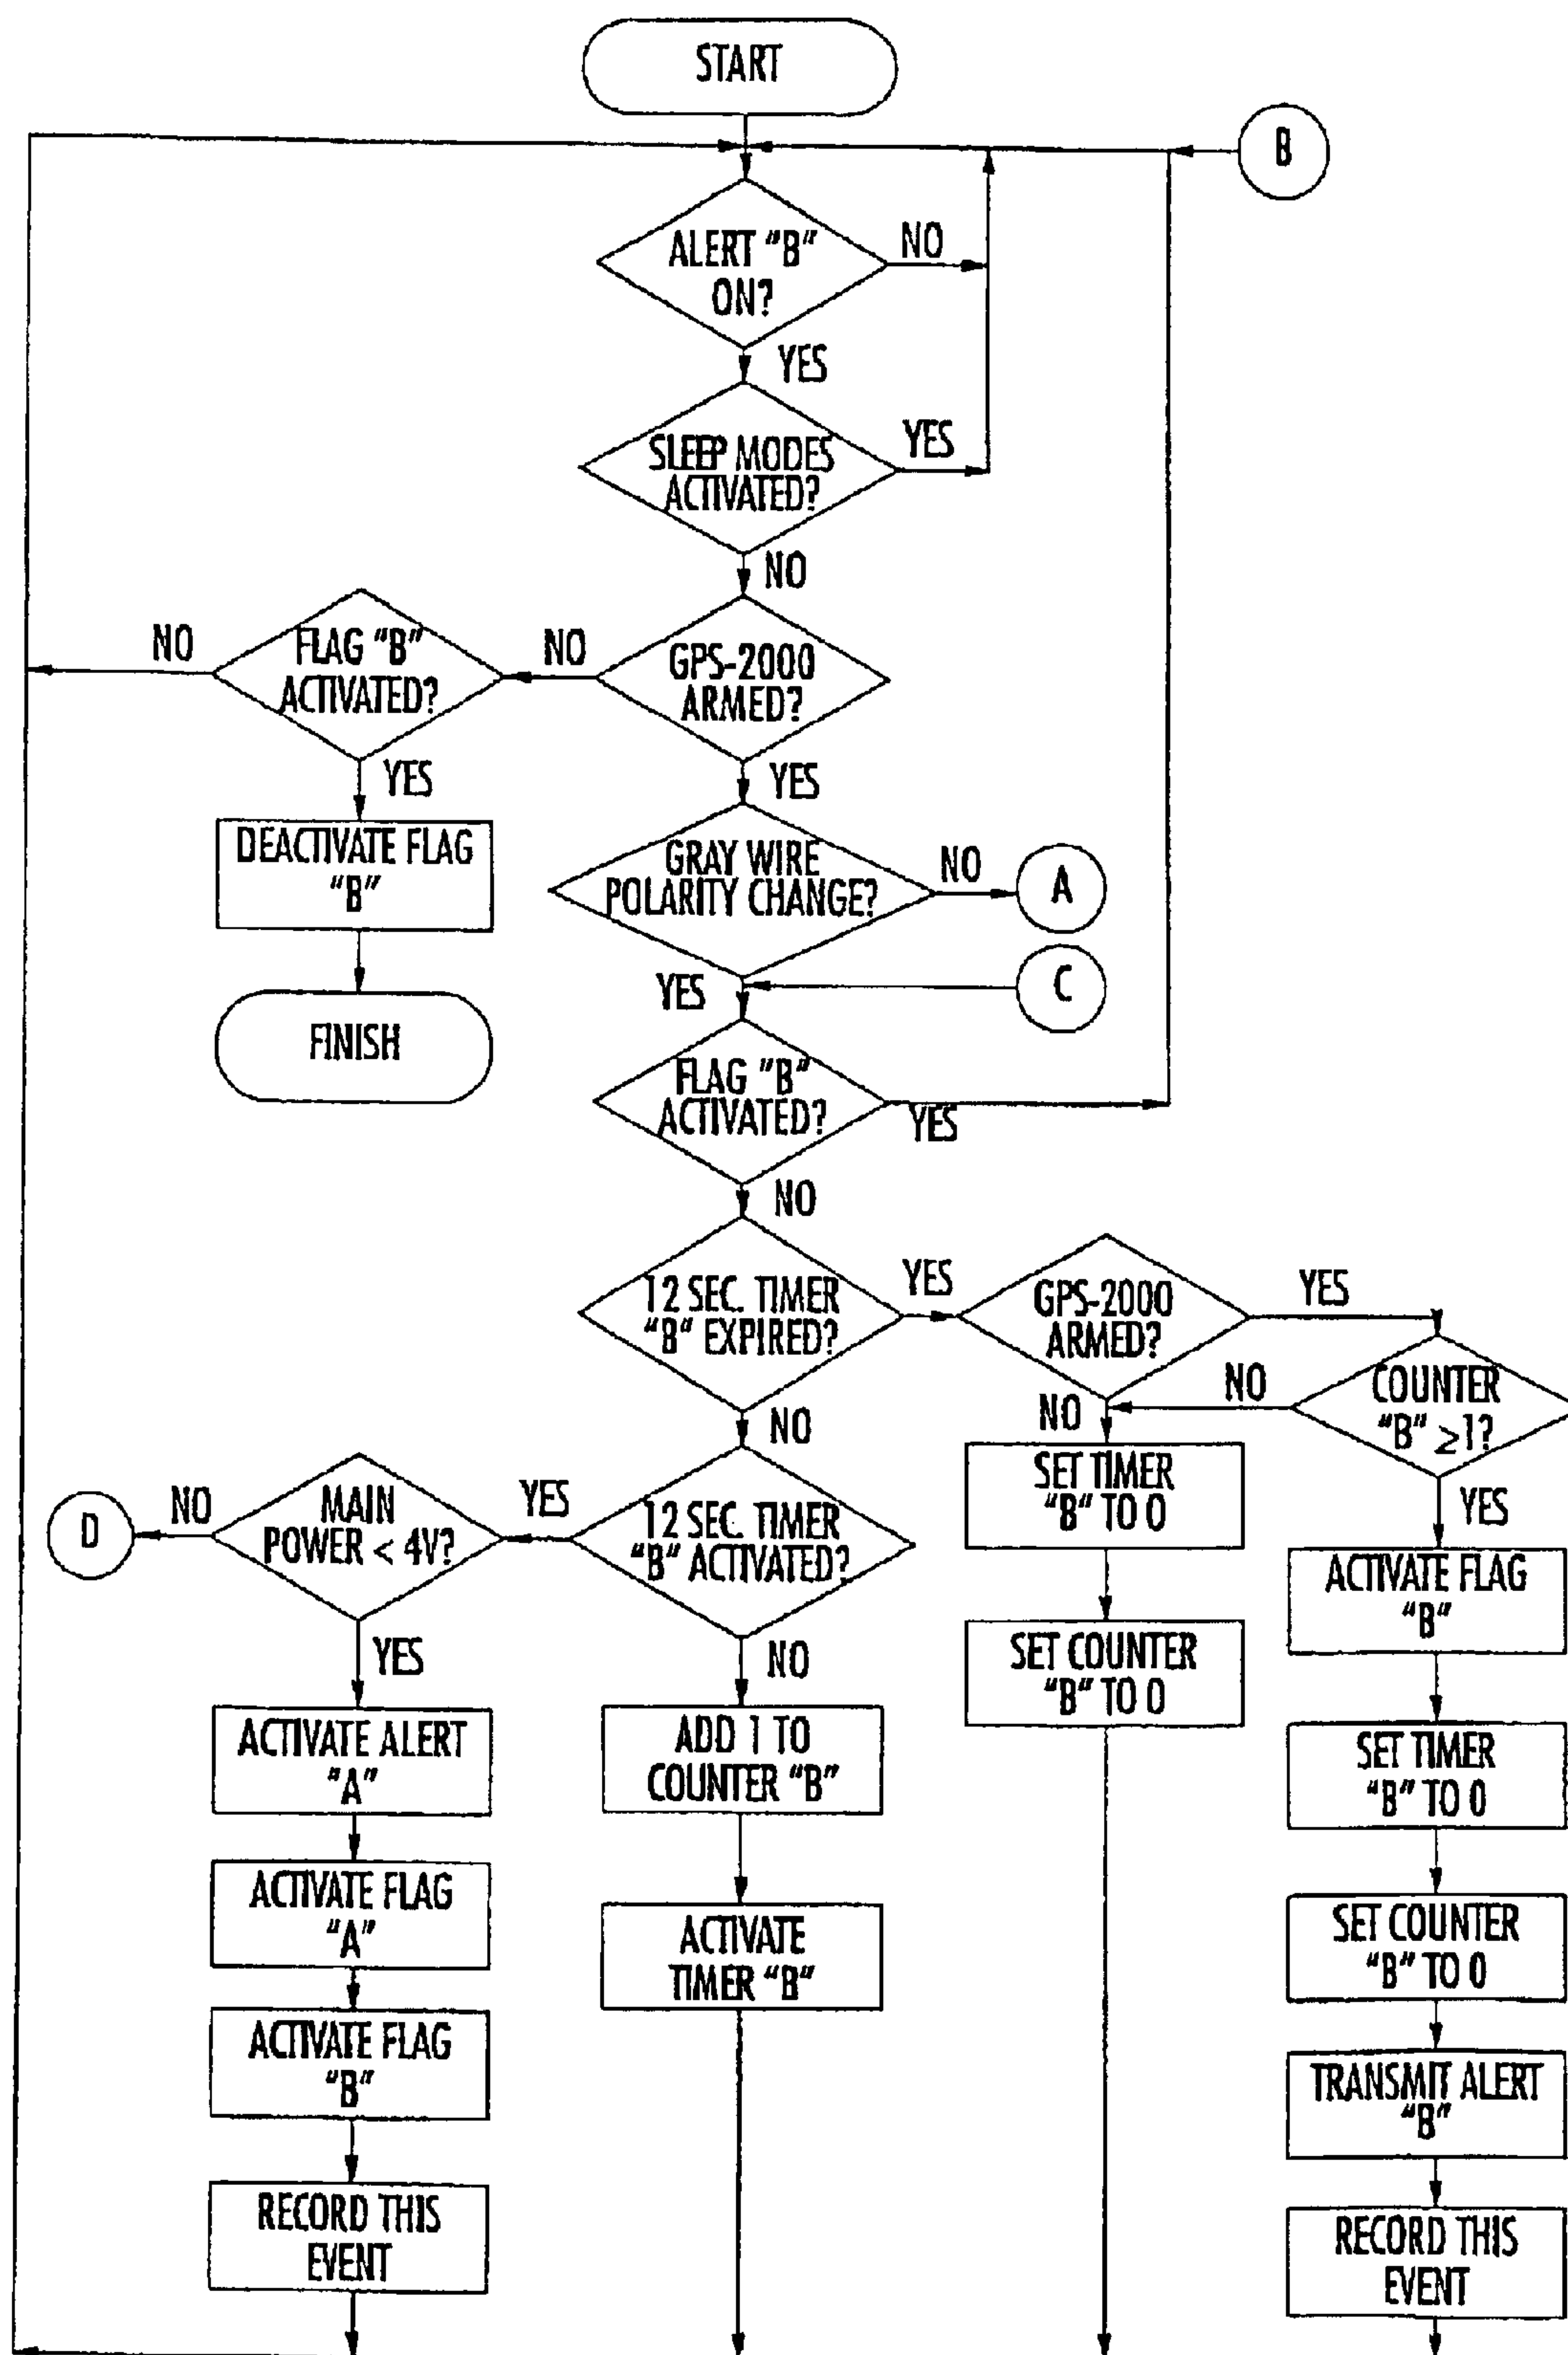 START
B
ALERT "B"
ON?
NO
YES
SLEEP MODES
ACTIVATED?
YES
NO
GPS-2000
ARMED?
NO
FLAG "B"
ACTIVATED?
NO
YES
DEACTIVATE FLAG
"B"
FINISH
YES
GRAY WIRE
POLARITY CHANGE?
NO
A
YES
C
FLAG "B"
ACTIVATED?
YES
NO
12 SEC. TIMER
"B" EXPIRED?
YES
GPS-2000
ARMED?
YES
COUNTER
"B" ≥1?
NO
NO
SET TIMER
"B" TO 0
SET COUNTER
"B" TO 0
YES
ACTIVATE FLAG
"B"
SET TIMER
"B" TO 0
SET COUNTER
"B" TO 0
TRANSMIT ALERT
"B"
RECORD THIS
EVENT
NO
12 SEC. TIMER
"B" ACTIVATED?
YES
MAIN
POWER < 4V?
NO
D
YES
ACTIVATE ALERT
"A"
ACTIVATE FLAG
"A"
ACTIVATE FLAG
"B"
RECORD THIS
EVENT
NO
ADD 1 TO
COUNTER "B"
ACTIVATE
TIMER "B"